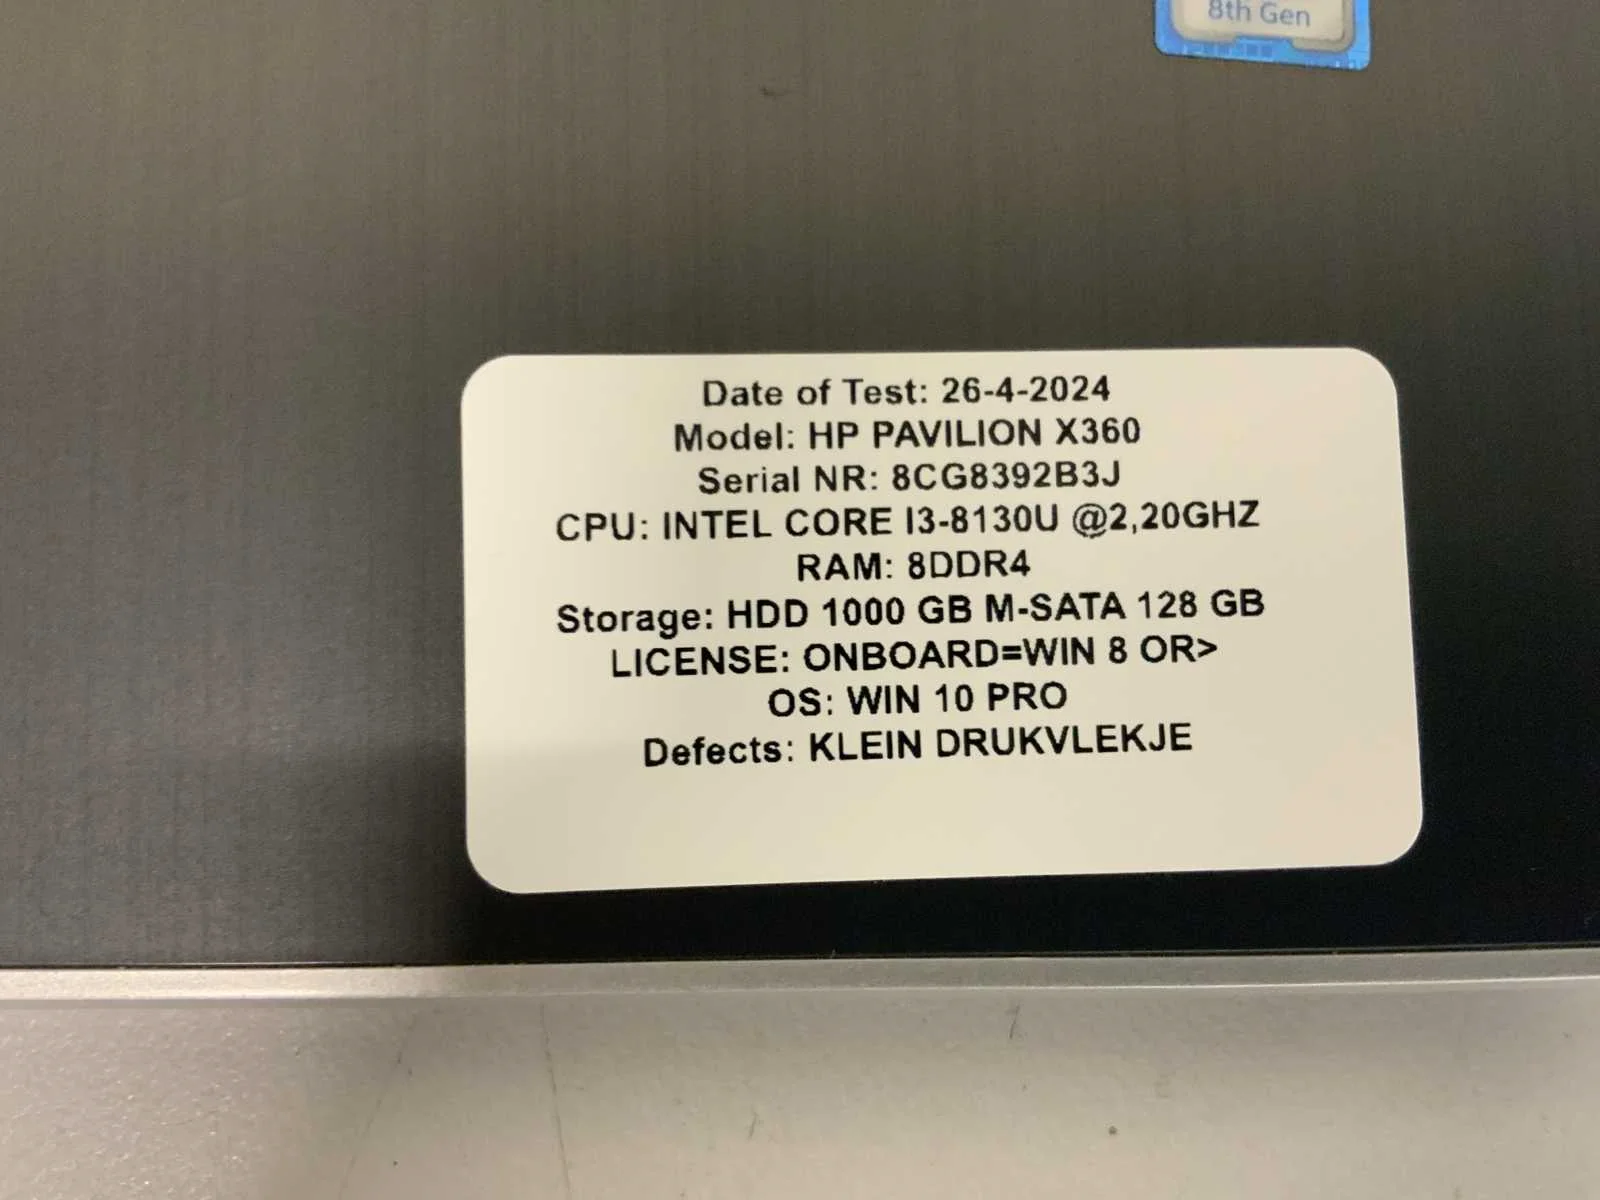 8th Gen
Date of Test: 26-4-2024
Model: HP PAVILION X360
Serial NR: 8CG8392B3J
CPU: INTEL CORE I3-8130U @2,20GHZ
RAM: 8DDR4
Storage: HDD 1000 GB M-SATA 128 GB
LICENSE: ONBOARD=WIN 8 OR>
OS: WIN 10 PRO
Defects: KLEIN DRUKVLEKJE